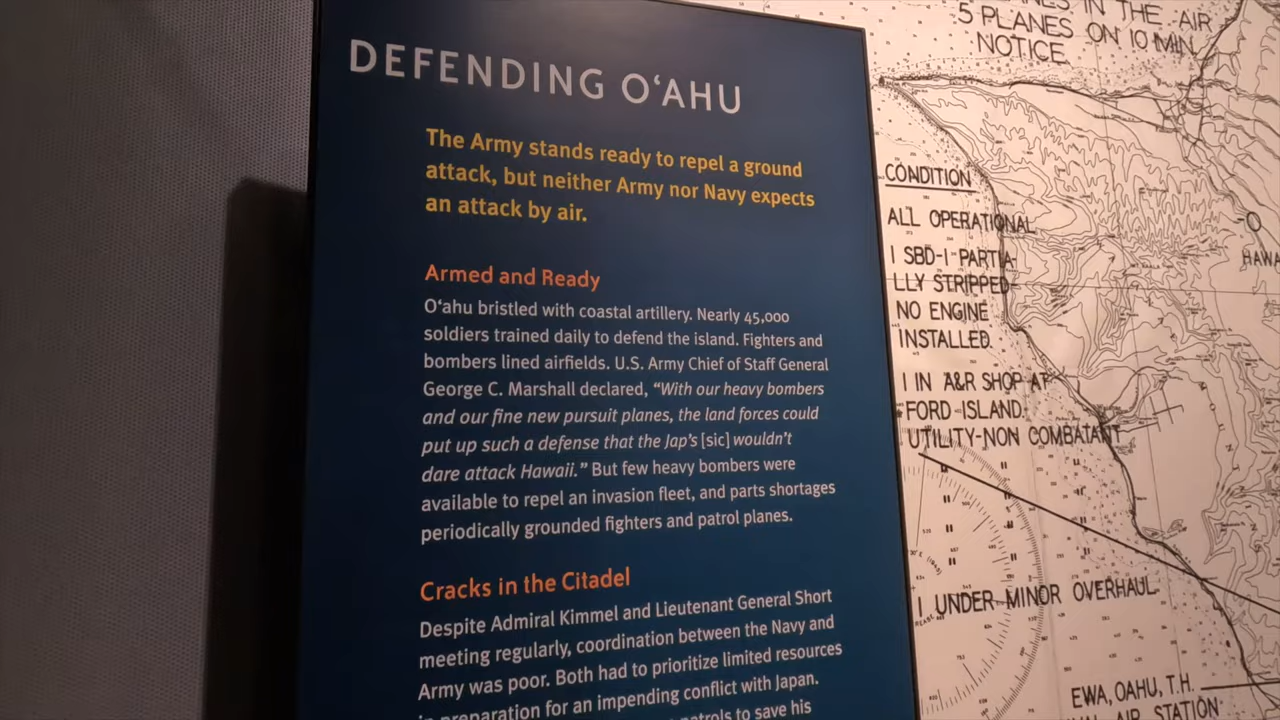 DEFENDING OʻAHU
The Army stands ready to repel a ground
attack, but neither Army nor Navy expects
an attack by air.
Armed and Ready
Oʻahu bristled with coastal artillery. Nearly 45,000
soldiers trained daily to defend the island. Fighters and
bombers lined airfields. U.S. Army Chief of Staff General
George C. Marshall declared, “With our heavy bombers
and our fine new pursuit planes, the land forces could
put up such a defense that the Jap’s [sic] wouldn’t
dare attack Hawaii.” But few heavy bombers were
available to repel an invasion fleet, and parts shortages
periodically grounded fighters and patrol planes.
Cracks in the Citadel
Despite Admiral Kimmel and Lieutenant General Short
meeting regularly, coordination between the Navy and
Army was poor. Both had to prioritize limited resources
preparation for an impending conflict with Japan.
patrols to save his
IN THE AIR
5 PLANES ON 10 MIN.
NOTICE.
CONDITION
ALL OPERATIONAL
1 SBD-1-PARTIA-
LLY STRIPPED-
NO ENGINE
INSTALLED.
1 IN A&R SHOP AT
FORD ISLAND.
UTILITY-NON COMBATANT
1 UNDER MINOR OVERHAUL.
EWA, OAHU, T.H.
AIR STATION